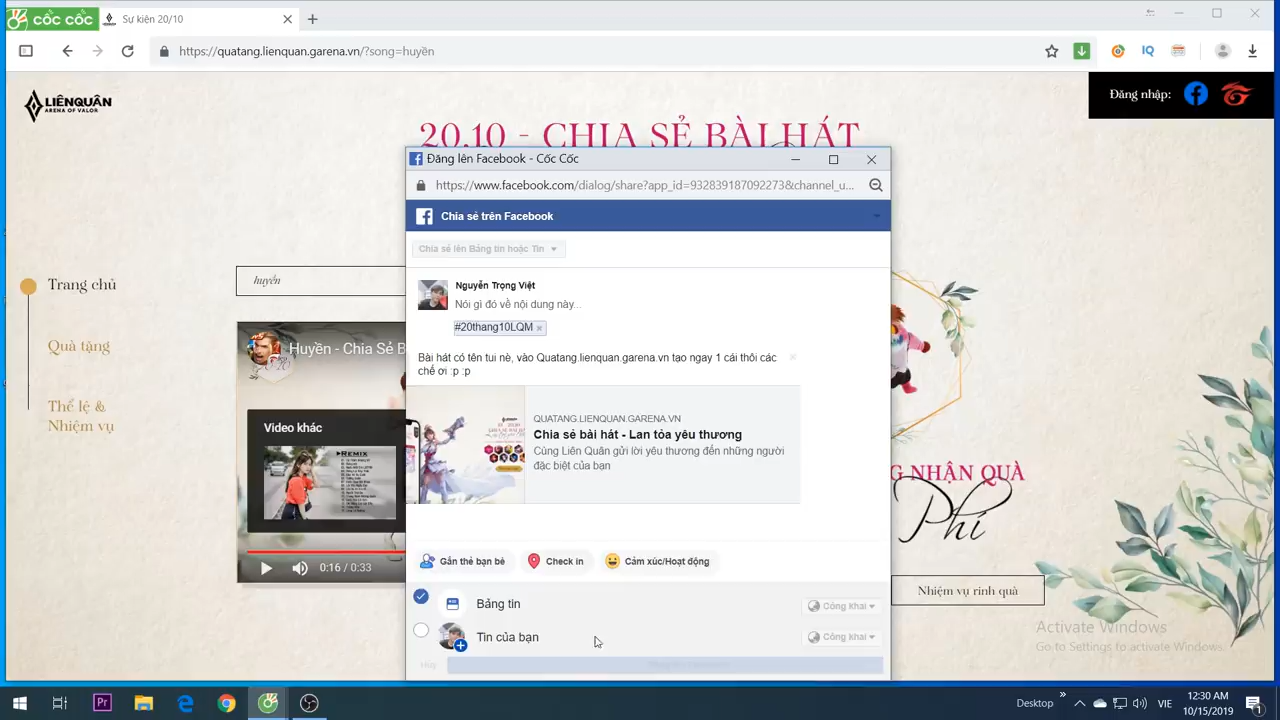 cốc cốc
Sự kiện 20/10
https://quatang.lienquan.garena.vn/?song=huyền
IQ
LIÊNQUÂN
ARENA OF VALOR
Đăng nhập:
20.10 - CHIA SẺ BÀI HÁT
Đăng lên Facebook - Cốc Cốc
https://www.facebook.com/dialog/share?app_id=932839187092273&channel_u...
Chia sẻ trên Facebook
Chia sẻ lên Bảng tin hoặc Tin
Trang chủ
Quà tặng
Thể lệ &
Nhiệm vụ
huyền
Huyền - Chia Sẻ B
Video khác
REMIX
0:16 / 0:33
Nguyễn Trọng Việt
Nói gì đó về nội dung này...
#20thang10LQM
Bài hát có tên tui nè, vào Quatang.lienquan.garena.vn tạo ngay 1 cái thôi các
chế ơi :p :p
QUATANG.LIENQUAN.GARENA.VN
Chia sẻ bài hát - Lan tỏa yêu thương
Cùng Liên Quân gửi lời yêu thương đến những người
đặc biệt của bạn
Gắn thẻ bạn bè
Check in
Cảm xúc/Hoạt động
Bảng tin
Công khai
Tin của bạn
Công khai
Hủy
G NHẬN QUÀ
Phí
Nhiệm vụ rinh quà
Activate Windows
Go to Settings to activate Windows.
Pr
Desktop
VIE
12:30 AM
10/15/2019
1